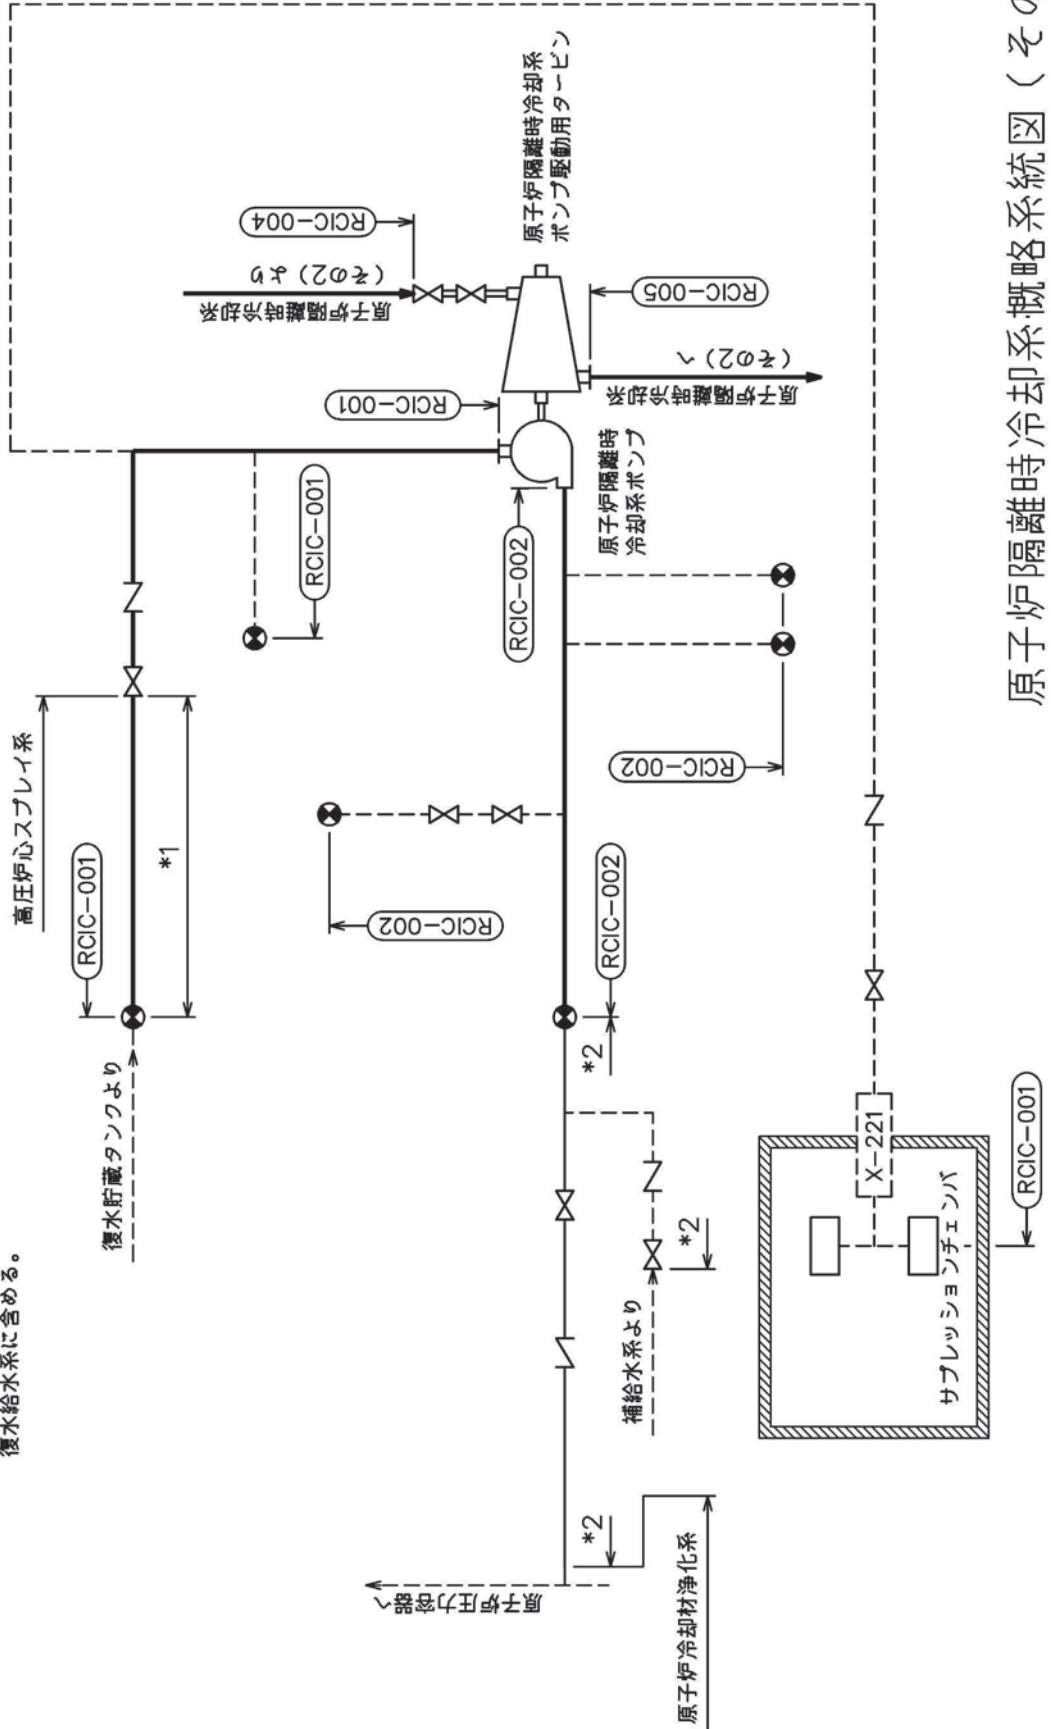 復水給水系に含める。
高圧炉心スプレイ系
RCIC-001
*1
復水貯蔵タンクより
RCIC-001
RCIC-001
RCIC-004
原子炉隔離時冷却系
(その2)より
原子炉隔離時冷却系
ポンプ駆動用タービン
RCIC-005
原子炉隔離時冷却系
(その2)へ
原子炉隔離時
冷却系ポンプ
RCIC-002
RCIC-002
RCIC-002
RCIC-002
*2
*2
補給水系より
*2
原子炉圧力容器へ
原子炉冷却材浄化系
X-221
サプレッションチェンバ
RCIC-001
原子炉隔離時冷却系概略系統図(その